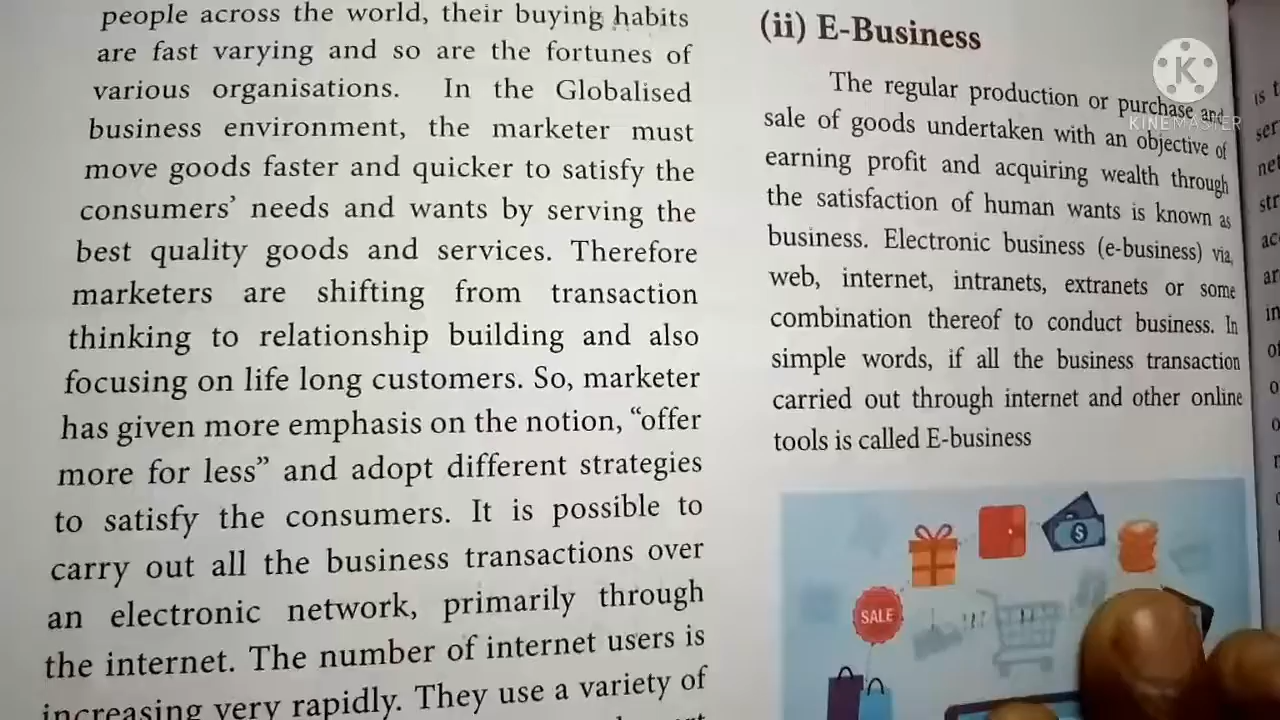 people across the world, their buying habits
are fast varying and so are the fortunes of
various organisations. In the Globalised
business environment, the marketer must
move goods faster and quicker to satisfy the
consumers’ needs and wants by serving the
best quality goods and services. Therefore
marketers are shifting from transaction
thinking to relationship building and also
focusing on life long customers. So, marketer
has given more emphasis on the notion, “offer
more for less” and adopt different strategies
to satisfy the consumers. It is possible to
carry out all the business transactions over
an electronic network, primarily through
the internet. The number of internet users is
increasing very rapidly. They use a variety of
(ii) E-Business
The regular production or purchase and
sale of goods undertaken with an objective of
earning profit and acquiring wealth through
the satisfaction of human wants is known as
business. Electronic business (e-business) via,
web, internet, intranets, extranets or some
combination thereof to conduct business. In
simple words, if all the business transaction
carried out through internet and other online
tools is called E-business
SALE
$
K
KINEMASTER